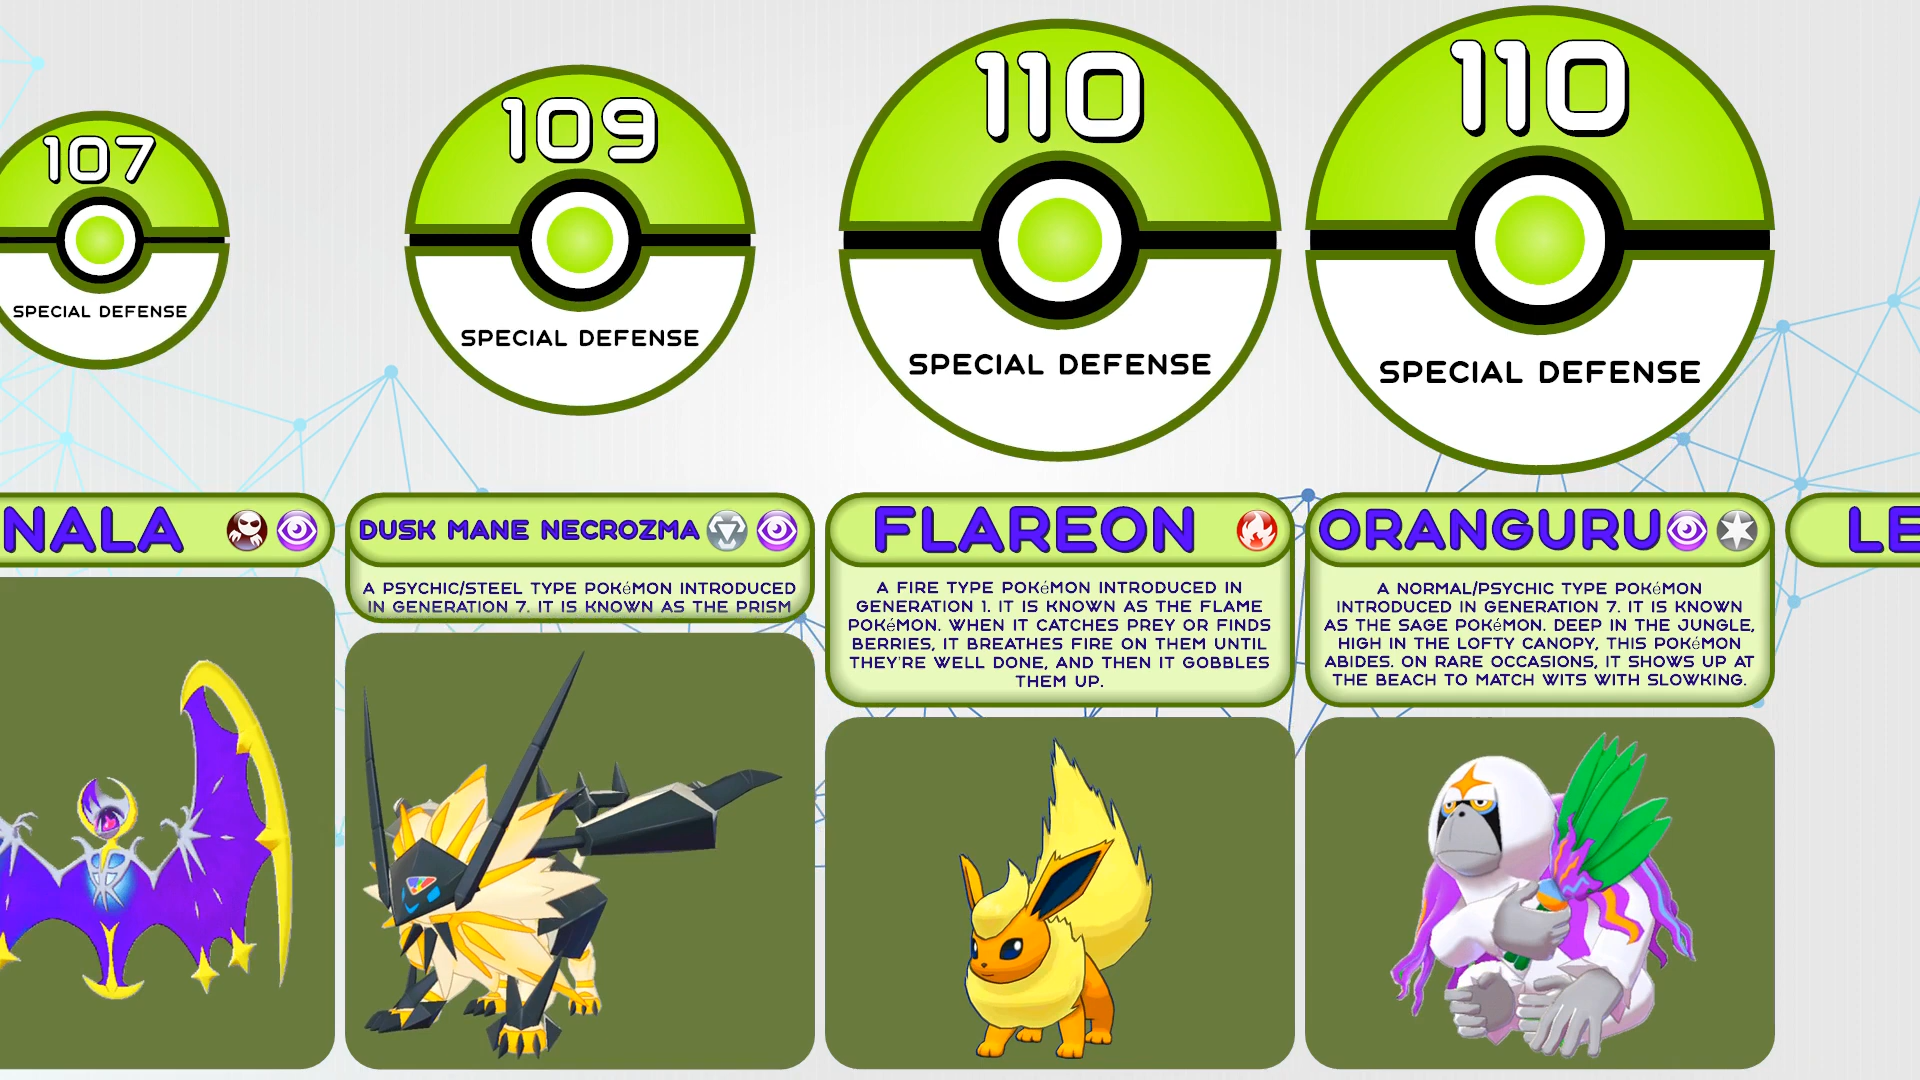 107
SPECIAL DEFENSE
109
SPECIAL DEFENSE
110
SPECIAL DEFENSE
110
SPECIAL DEFENSE
NALA
DUSK MANE NECROZMA
A PSYCHIC/STEEL TYPE POKéMON INTRODUCED
IN GENERATION 7. IT IS KNOWN AS THE PRISM
FLAREON
A FIRE TYPE POKéMON INTRODUCED IN
GENERATION 1. IT IS KNOWN AS THE FLAME
POKéMON. WHEN IT CATCHES PREY OR FINDS
BERRIES, IT BREATHES FIRE ON THEM UNTIL
THEY'RE WELL DONE, AND THEN IT GOBBLES
THEM UP.
ORANGURU
A NORMAL/PSYCHIC TYPE POKéMON
INTRODUCED IN GENERATION 7. IT IS KNOWN
AS THE SAGE POKéMON. DEEP IN THE JUNGLE,
HIGH IN THE LOFTY CANOPY, THIS POKéMON
ABIDES. ON RARE OCCASIONS, IT SHOWS UP AT
THE BEACH TO MATCH WITS WITH SLOWKING.
LE